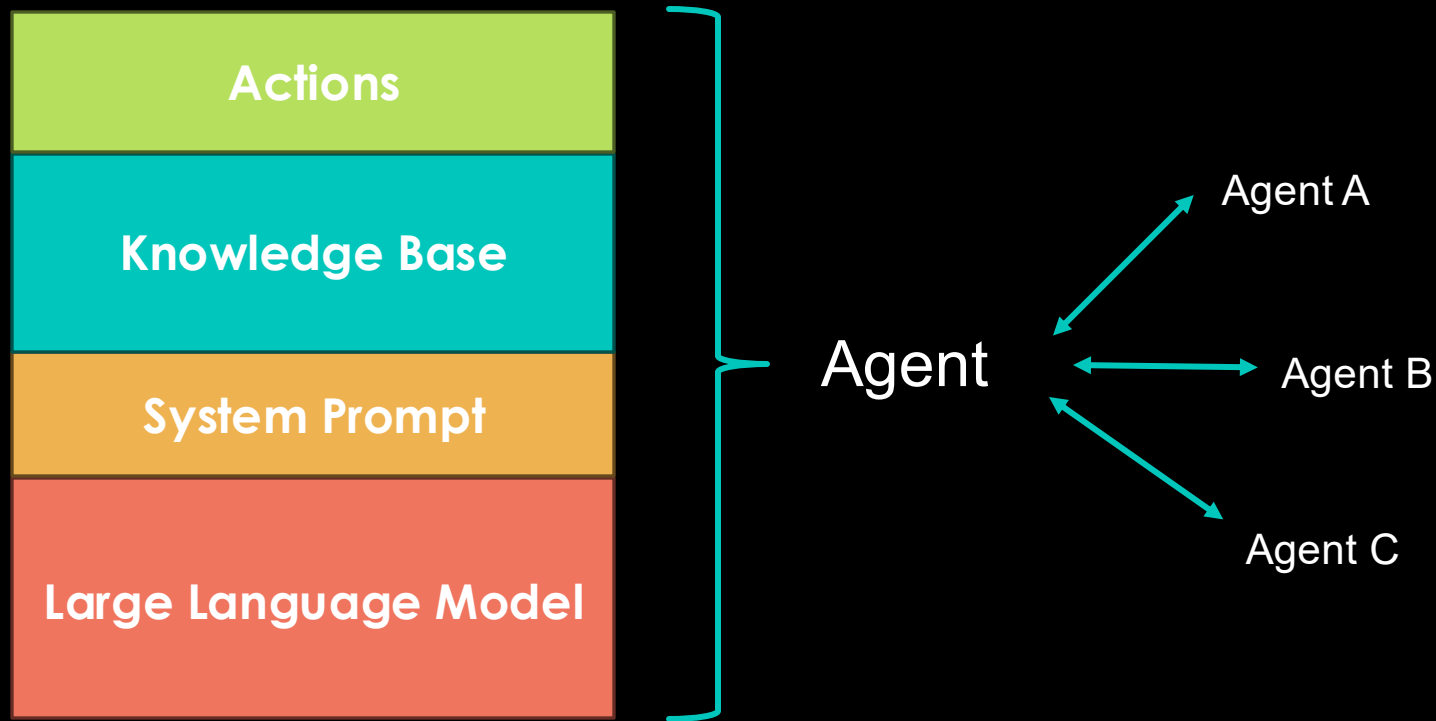 Actions
Knowledge Base
System Prompt
Large Language Model
Agent
Agent A
Agent B
Agent C